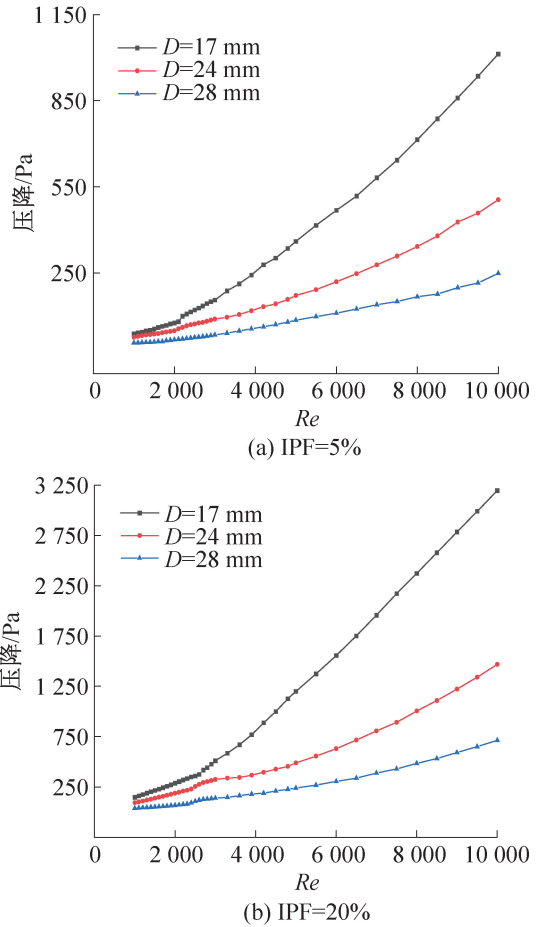 1 150
850
550
250
压降/Pa
D=17 mm
D=24 mm
D=28 mm
0
2 000
4 000
6 000
8 000
10 000
Re
(a) IPF=5%
3 250
2 750
2 250
1 750
1 250
750
250
压降/Pa
D=17 mm
D=24 mm
D=28 mm
0
2 000
4 000
6 000
8 000
10 000
Re
(b) IPF=20%